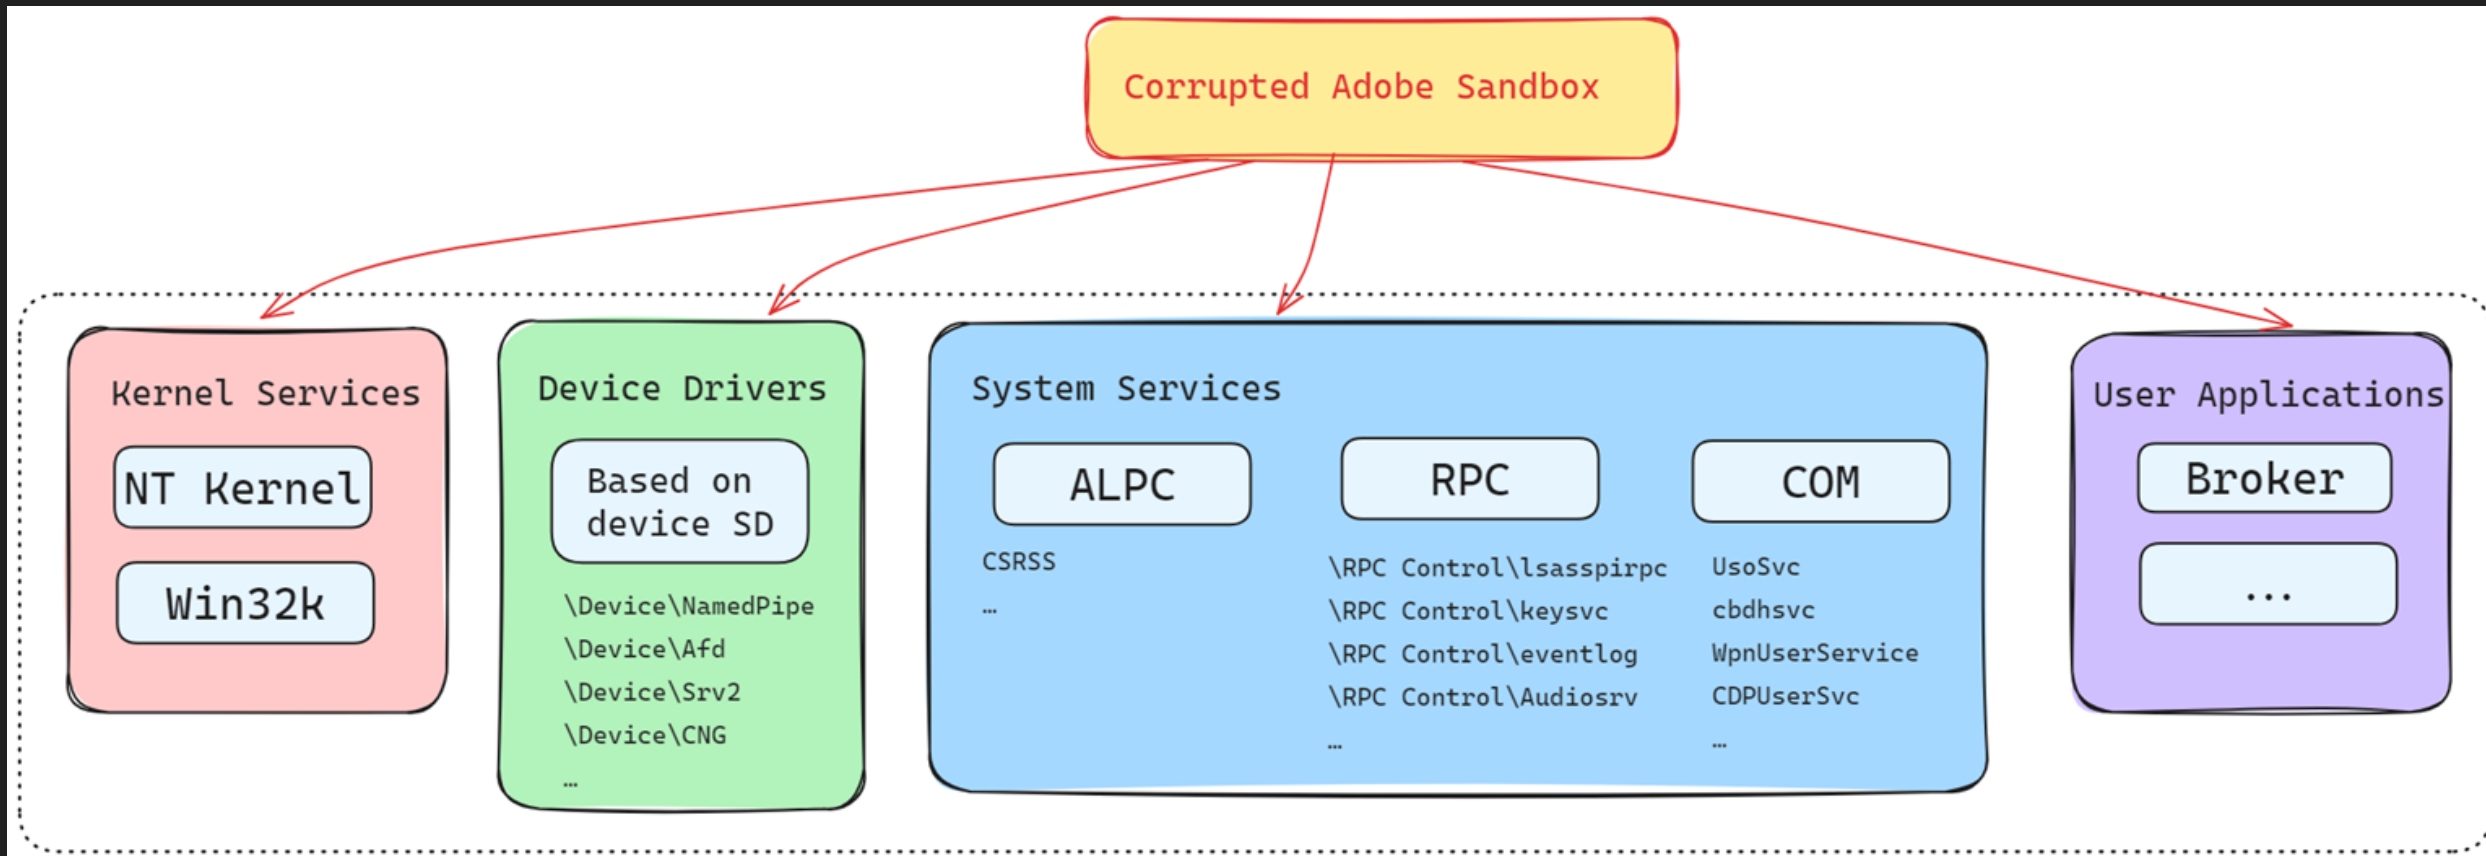 Corrupted Adobe Sandbox
Kernel Services
NT Kernel
Win32k
Device Drivers
Based on
device SD
\Device\NamedPipe
\Device\Afd
\Device\Srv2
\Device\CNG
…
System Services
ALPC
CSRSS
…
RPC
\RPC Control\lsasspirpc
\RPC Control\keysvc
\RPC Control\eventlog
\RPC Control\Audiosrv
…
COM
UsoSvc
cbdhsvc
WpnUserService
CDPUserSvc
…
User Applications
Broker
...